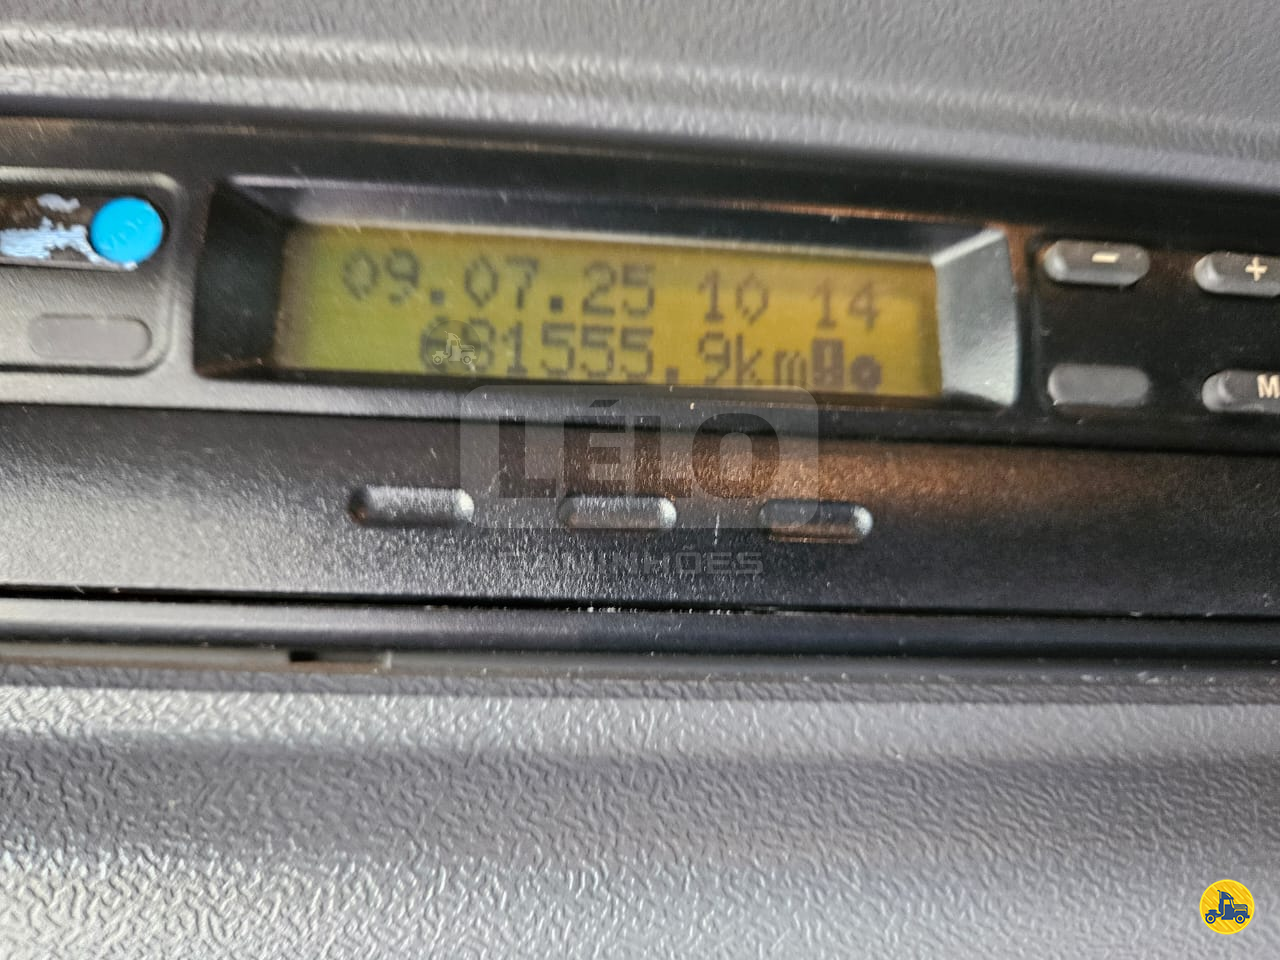 09.07.25 10 14
681555.9km
- +
M
LÉLO
CAMINHÕES